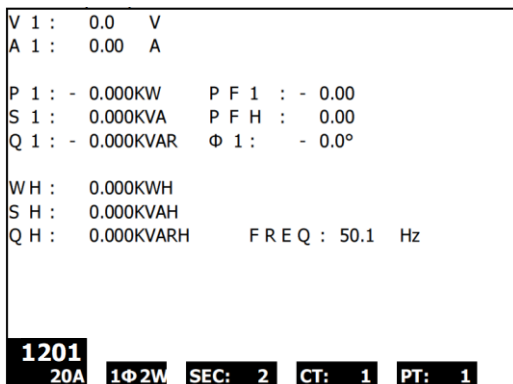 V 1 : 0.0 V
A 1 : 0.00 A
P 1 : - 0.000KW P F 1 : - 0.00
S 1 : 0.000KVA P F H : 0.00
Q 1 : - 0.000KVAR Φ 1 : - 0.0°
W H : 0.000KWH
S H : 0.000KVAH
Q H : 0.000KVARH F R E Q : 50.1 Hz
1201
20A 1Φ2W SEC: 2 CT: 1 PT: 1